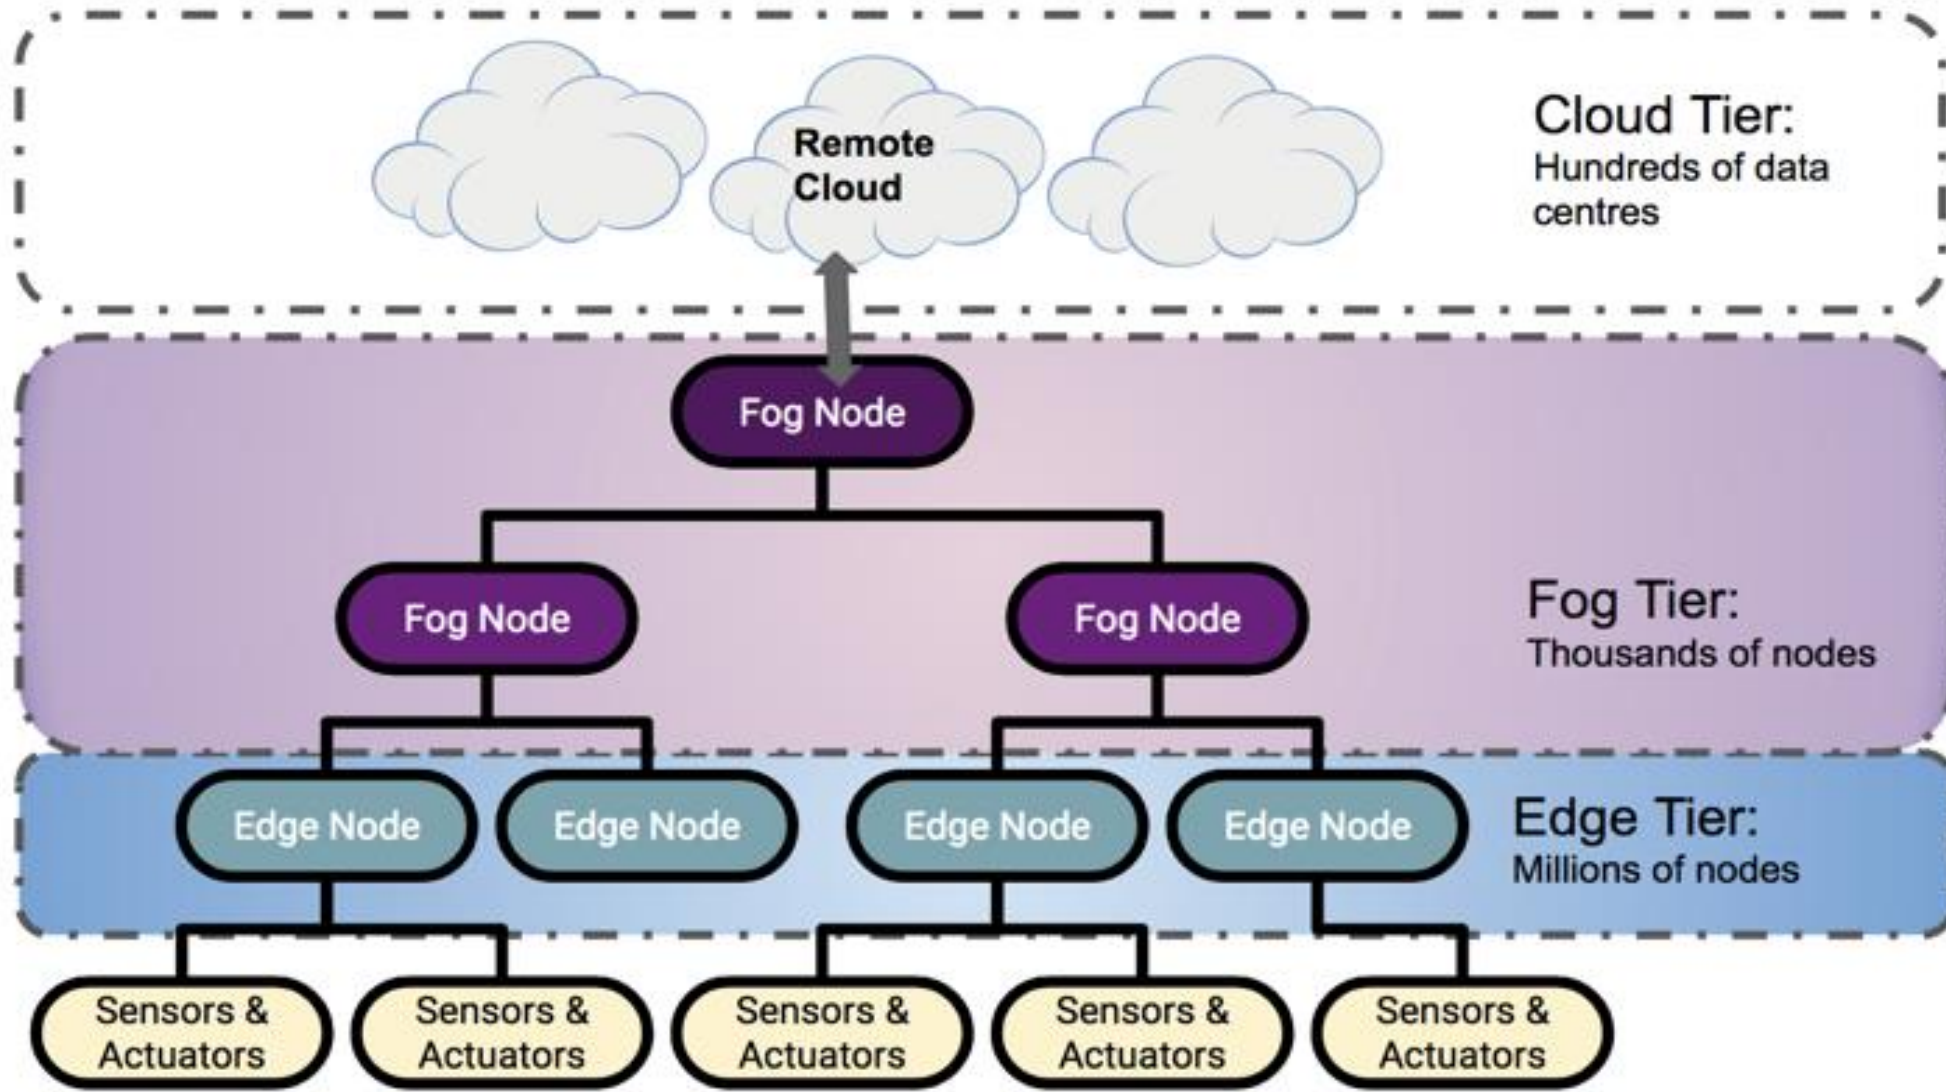 Remote
Cloud
Cloud Tier:
Hundreds of data
centres
Fog Node
Fog Node
Fog Node
Fog Tier:
Thousands of nodes
Edge Node
Edge Node
Edge Node
Edge Node
Edge Tier:
Millions of nodes
Sensors &
Actuators
Sensors &
Actuators
Sensors &
Actuators
Sensors &
Actuators
Sensors &
Actuators